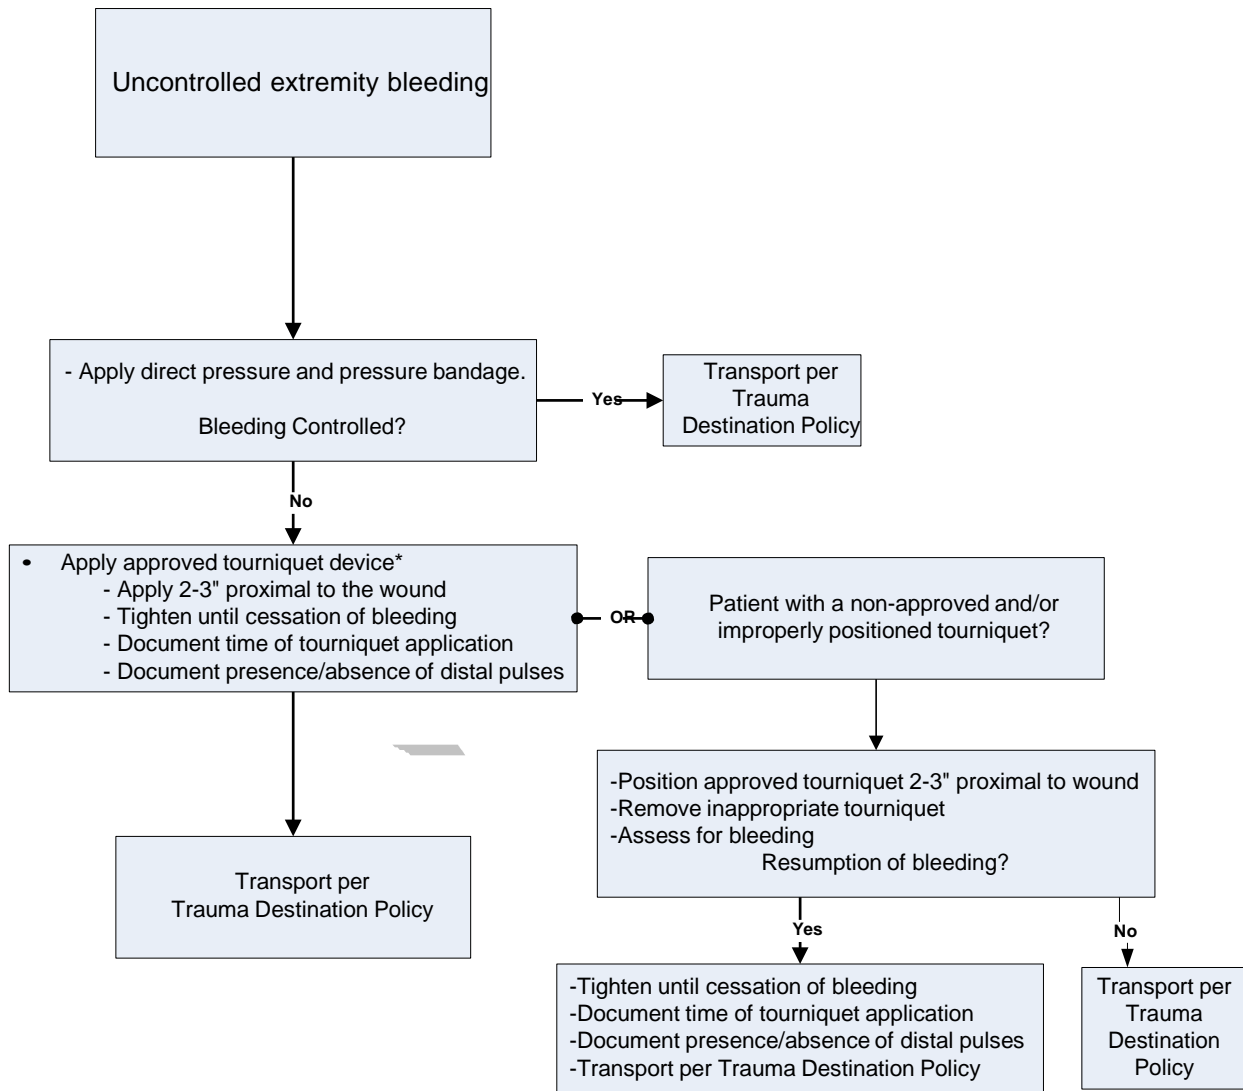 Uncontrolled extremity bleeding
- Apply direct pressure and pressure bandage.
Bleeding Controlled?
Yes
Transport per
Trauma
Destination Policy
No
• Apply approved tourniquet device*
- Apply 2-3" proximal to the wound
- Tighten until cessation of bleeding
- Document time of tourniquet application
- Document presence/absence of distal pulses
OR
Patient with a non-approved and/or
improperly positioned tourniquet?
-Position approved tourniquet 2-3" proximal to wound
-Remove inappropriate tourniquet
-Assess for bleeding
Resumption of bleeding?
Transport per
Trauma Destination Policy
Yes
No
-Tighten until cessation of bleeding
-Document time of tourniquet application
-Document presence/absence of distal pulses
-Transport per Trauma Destination Policy
Transport per
Trauma
Destination
Policy